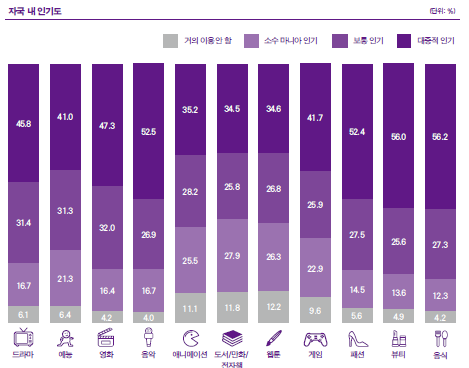 자국 내 인기도
(단위: %)
거의 이용 안 함 소수 마니아 인기 보통 인기 대중적 인기
45.8 41.0 47.3 52.5 35.2 34.5 34.6 41.7 52.4 56.0 56.2
31.4 31.3 32.0 26.9 28.2 25.8 26.8 25.9 27.5 25.6 27.3
16.7 21.3 16.4 16.7 25.5 27.9 26.3 22.9 14.5 13.6 12.3
6.1 6.4 4.2 4.0 11.1 11.8 12.2 9.6 5.6 4.9 4.2
드라마 예능 영화 음악 애니메이션 도서/만화/ 웹툰 게임 패션 뷰티 음식
전자책